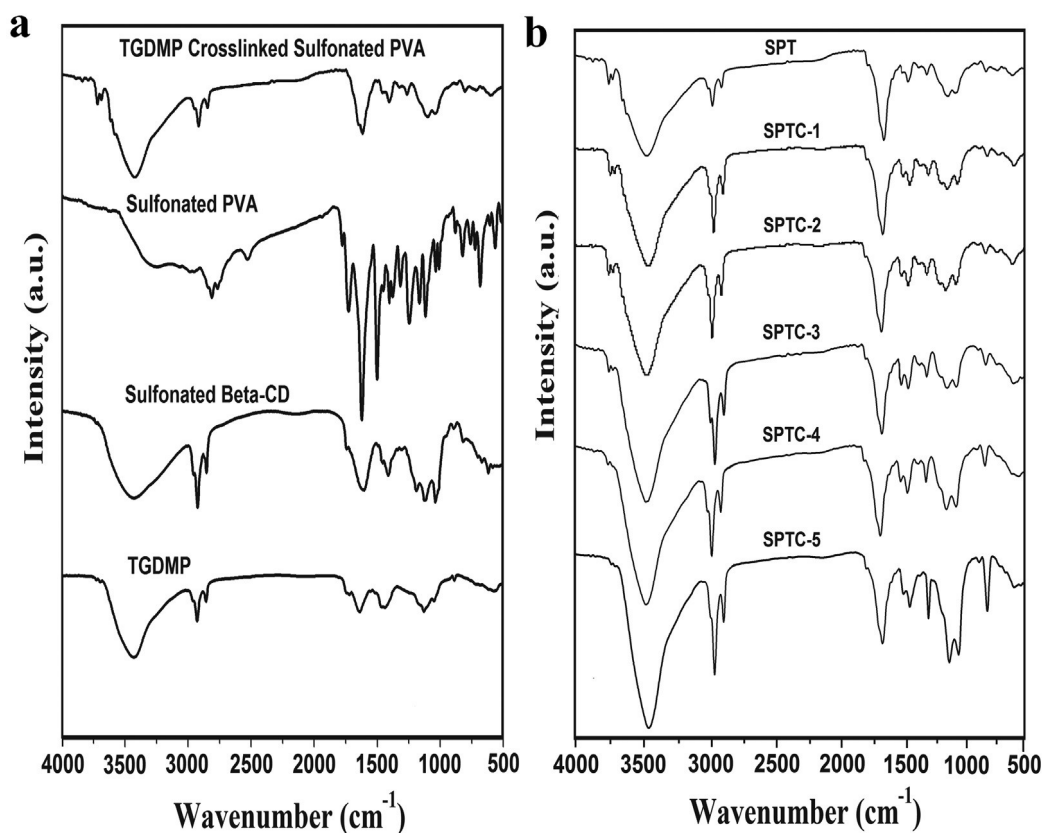 a
TGDMP Crosslinked Sulfonated PVA
Sulfonated PVA
Sulfonated Beta-CD
TGDMP
Intensity (a.u.)
4000 3500 3000 2500 2000 1500 1000 500
Wavenumber (cm⁻¹)
b
SPT
SPTC-1
SPTC-2
SPTC-3
SPTC-4
SPTC-5
Intensity (a.u.)
4000 3500 3000 2500 2000 1500 1000 500
Wavenumber (cm⁻¹)